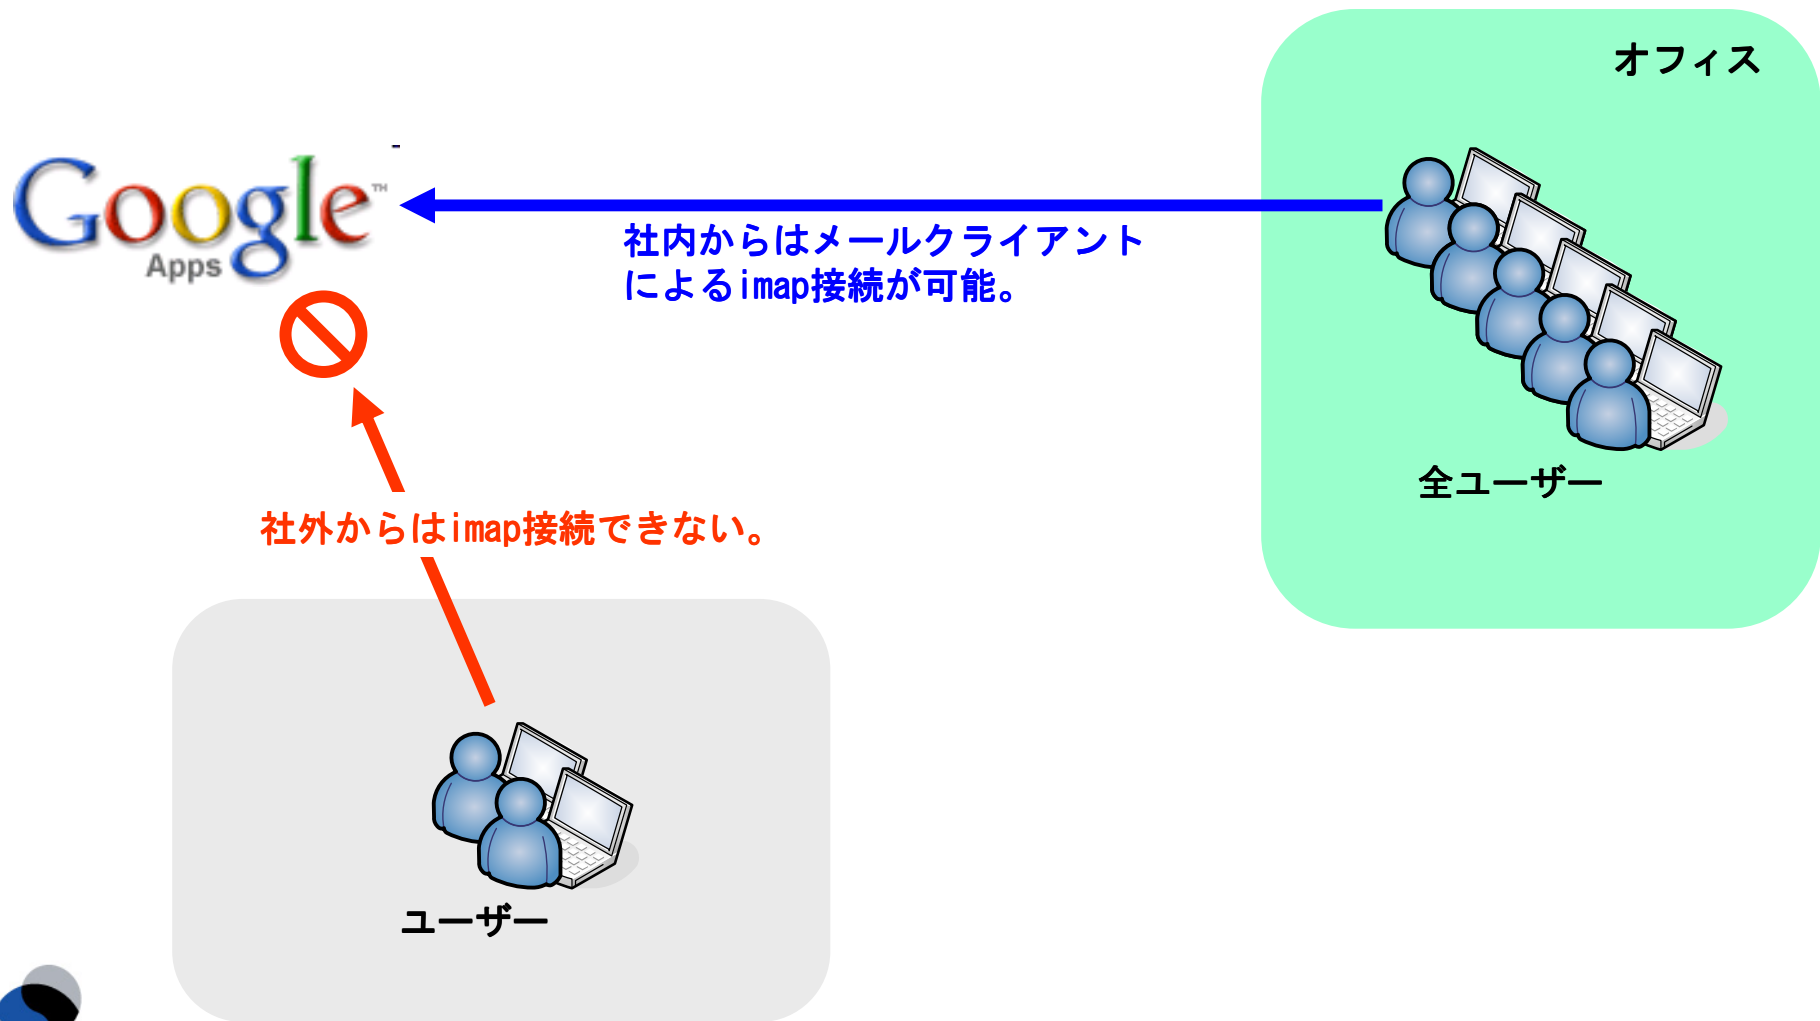 オフィス
Google™
Apps
社内からはメールクライアント
によるimap接続が可能。
全ユーザー
社外からはimap接続できない。
ユーザー